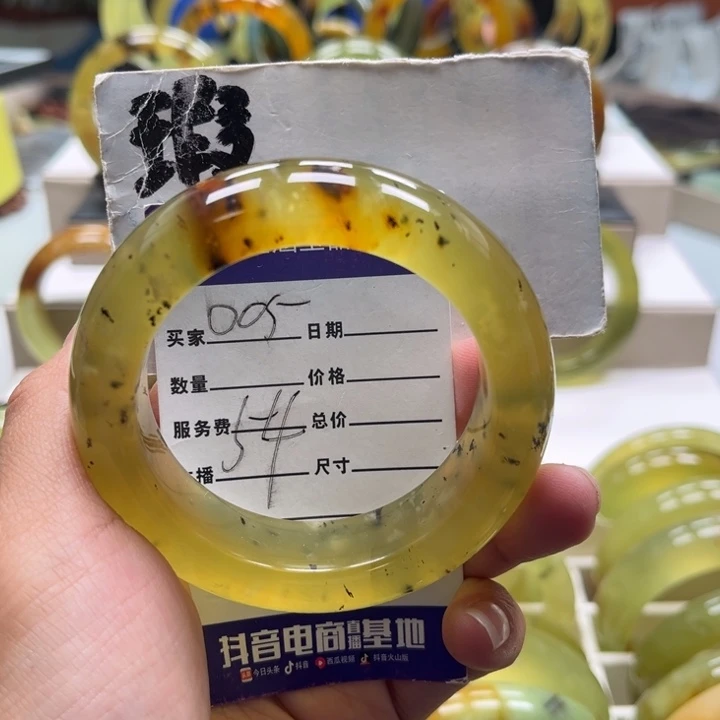 瑕
买家 005 日期
数量 价格
服务费 54 总价
播 尺寸
抖音电商直播基地
今日头条 抖音 西瓜视频 抖音火山版